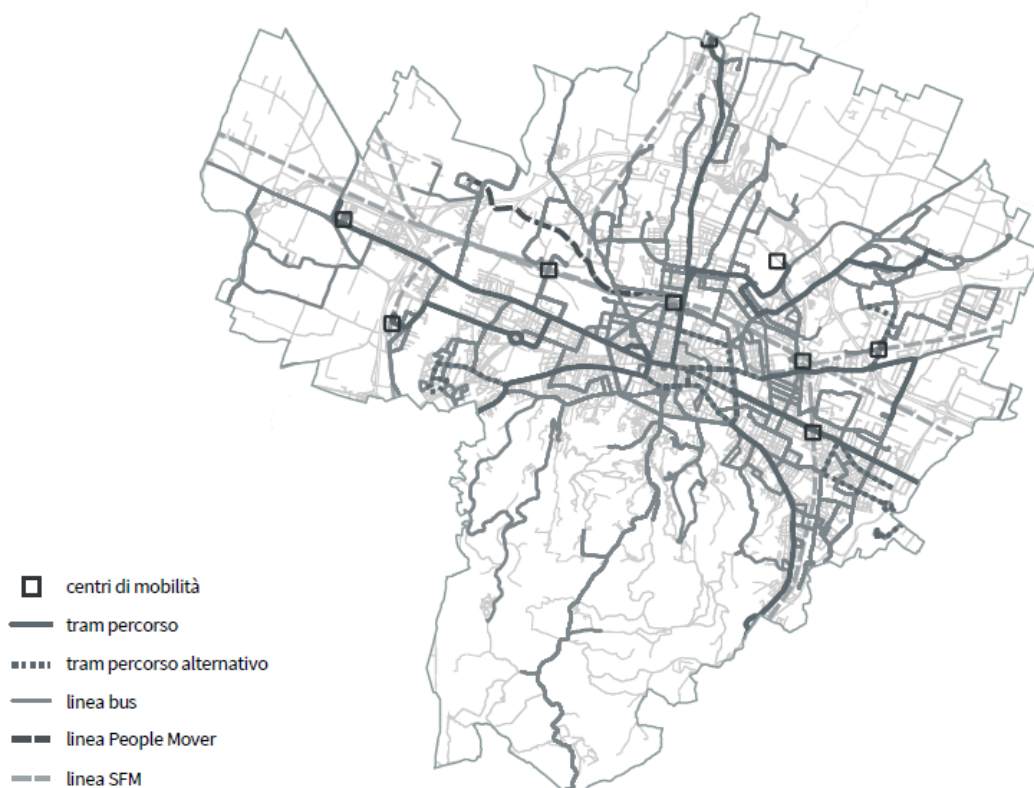 centri di mobilità
tram percorso
tram percorso alternativo
linea bus
linea People Mover
linea SFM